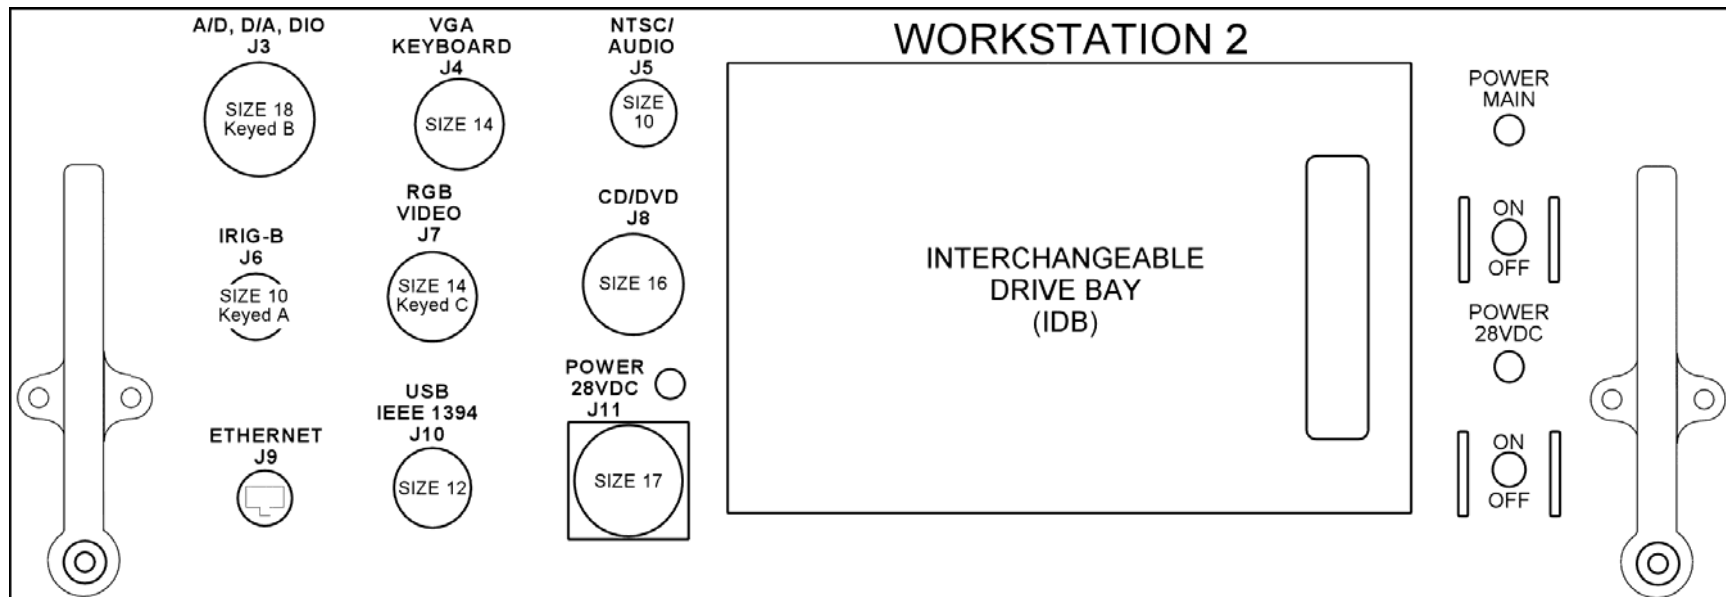 A/D, D/A, DIO
J3
SIZE 18
Keyed B
VGA
KEYBOARD
J4
SIZE 14
NTSC/
AUDIO
J5
SIZE
10
WORKSTATION 2
IRIG-B
J6
SIZE 10
Keyed A
RGB
VIDEO
J7
SIZE 14
Keyed C
CD/DVD
J8
SIZE 16
ETHERNET
J9
USB
IEEE 1394
J10
SIZE 12
POWER
28VDC
J11
SIZE 17
INTERCHANGEABLE
DRIVE BAY
(IDB)
POWER
MAIN
ON
OFF
POWER
28VDC
ON
OFF